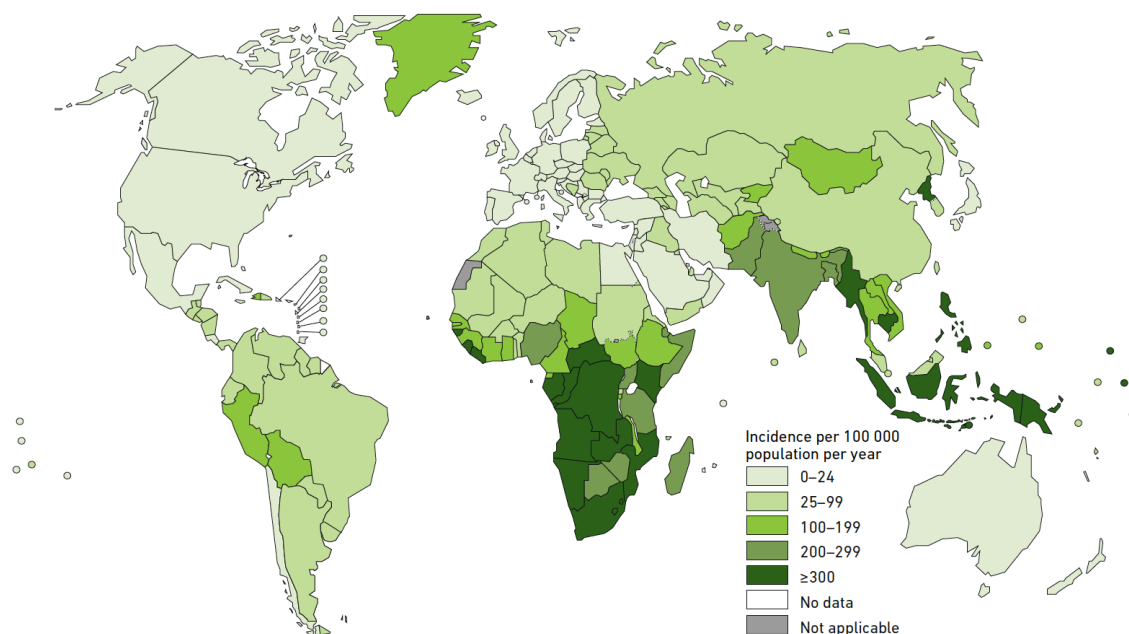 Incidence per 100 000
population per year
0–24
25–99
100–199
200–299
≥300
No data
Not applicable